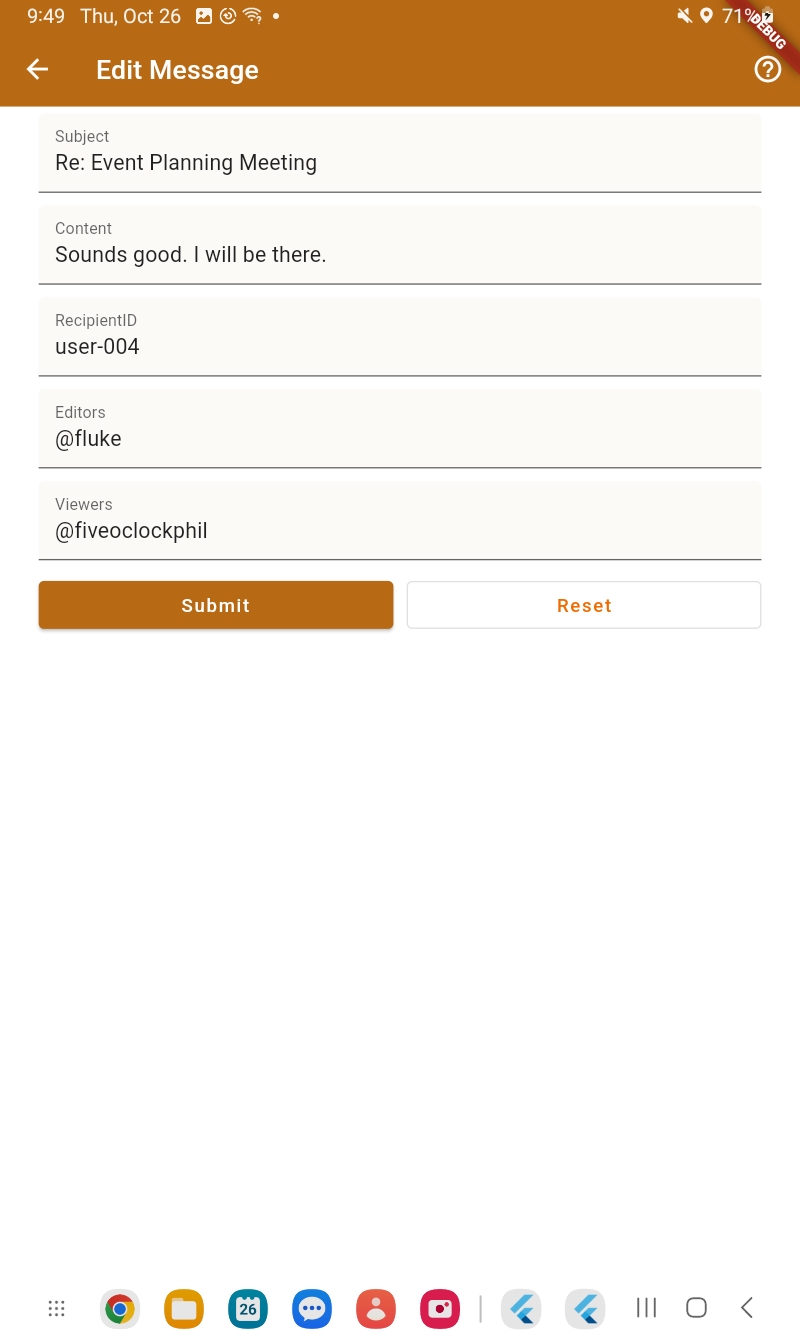 9:49 Thu, Oct 26
71%
DEBUG
Edit Message
Subject
Re: Event Planning Meeting
Content
Sounds good. I will be there.
RecipientID
user-004
Editors
@fluke
Viewers
@fiveoclockphil
Submit Reset
26